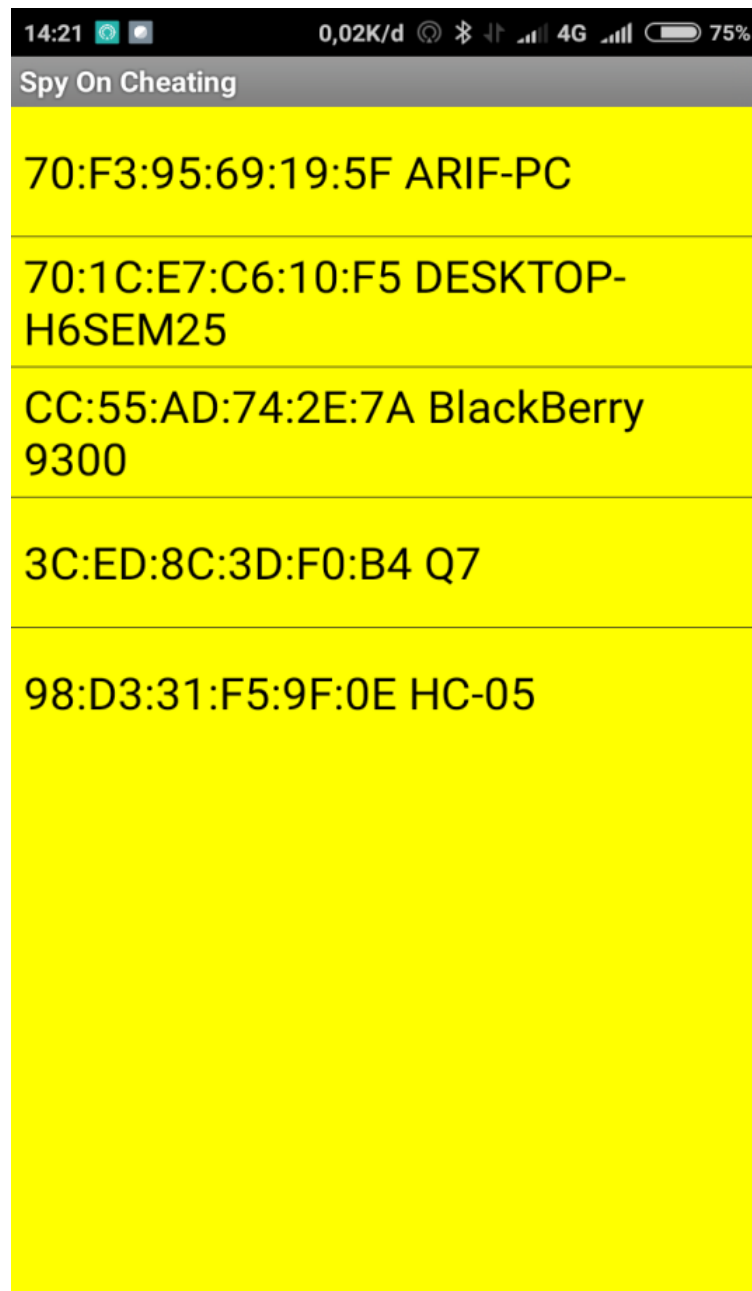 14:21 0,02K/d 4G 75%
Spy On Cheating
70:F3:95:69:19:5F ARIF-PC
70:1C:E7:C6:10:F5 DESKTOP-
H6SEM25
CC:55:AD:74:2E:7A BlackBerry
9300
3C:ED:8C:3D:F0:B4 Q7
98:D3:31:F5:9F:0E HC-05